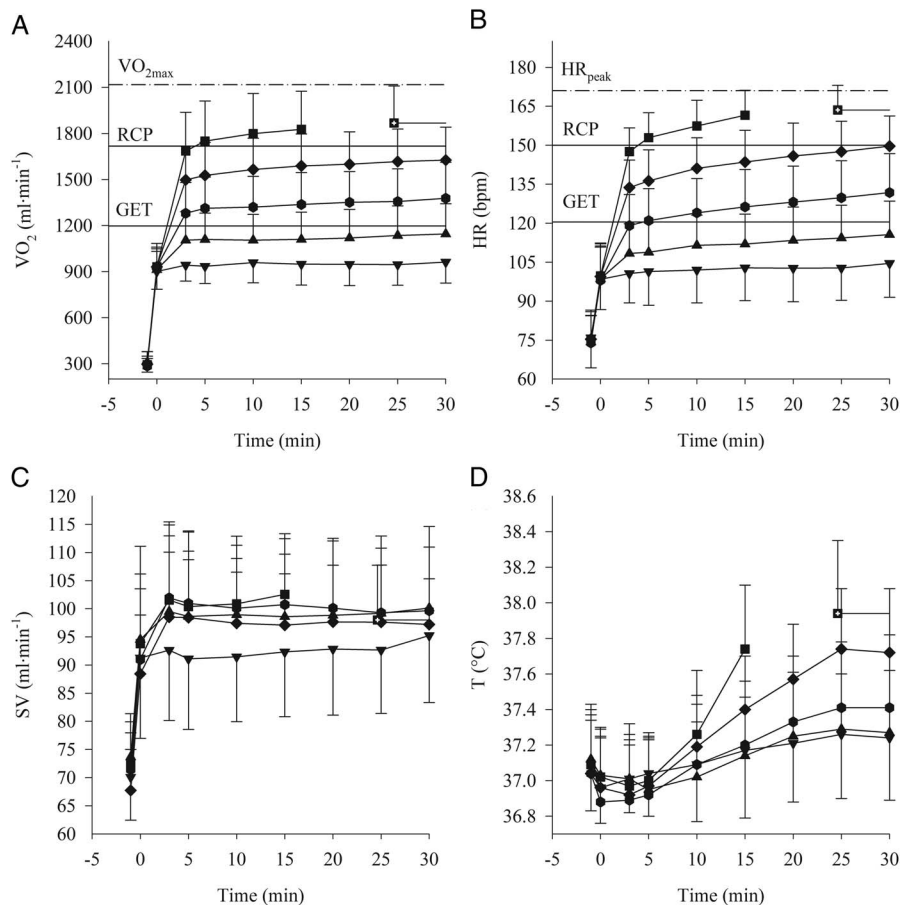 A
2400
2100
1800
1500
1200
900
600
300
VO2max
RCP
GET
VO2 (ml·min-1)
-5 0 5 10 15 20 25 30
Time (min)
B
180
165
150
135
120
105
90
75
60
HRpeak
RCP
GET
HR (bpm)
-5 0 5 10 15 20 25 30
Time (min)
C
120
115
110
105
100
95
90
85
80
75
70
65
60
SV (ml·min-1)
-5 0 5 10 15 20 25 30
Time (min)
D
38.6
38.4
38.2
38.0
37.8
37.6
37.4
37.2
37.0
36.8
T (°C)
-5 0 5 10 15 20 25 30
Time (min)